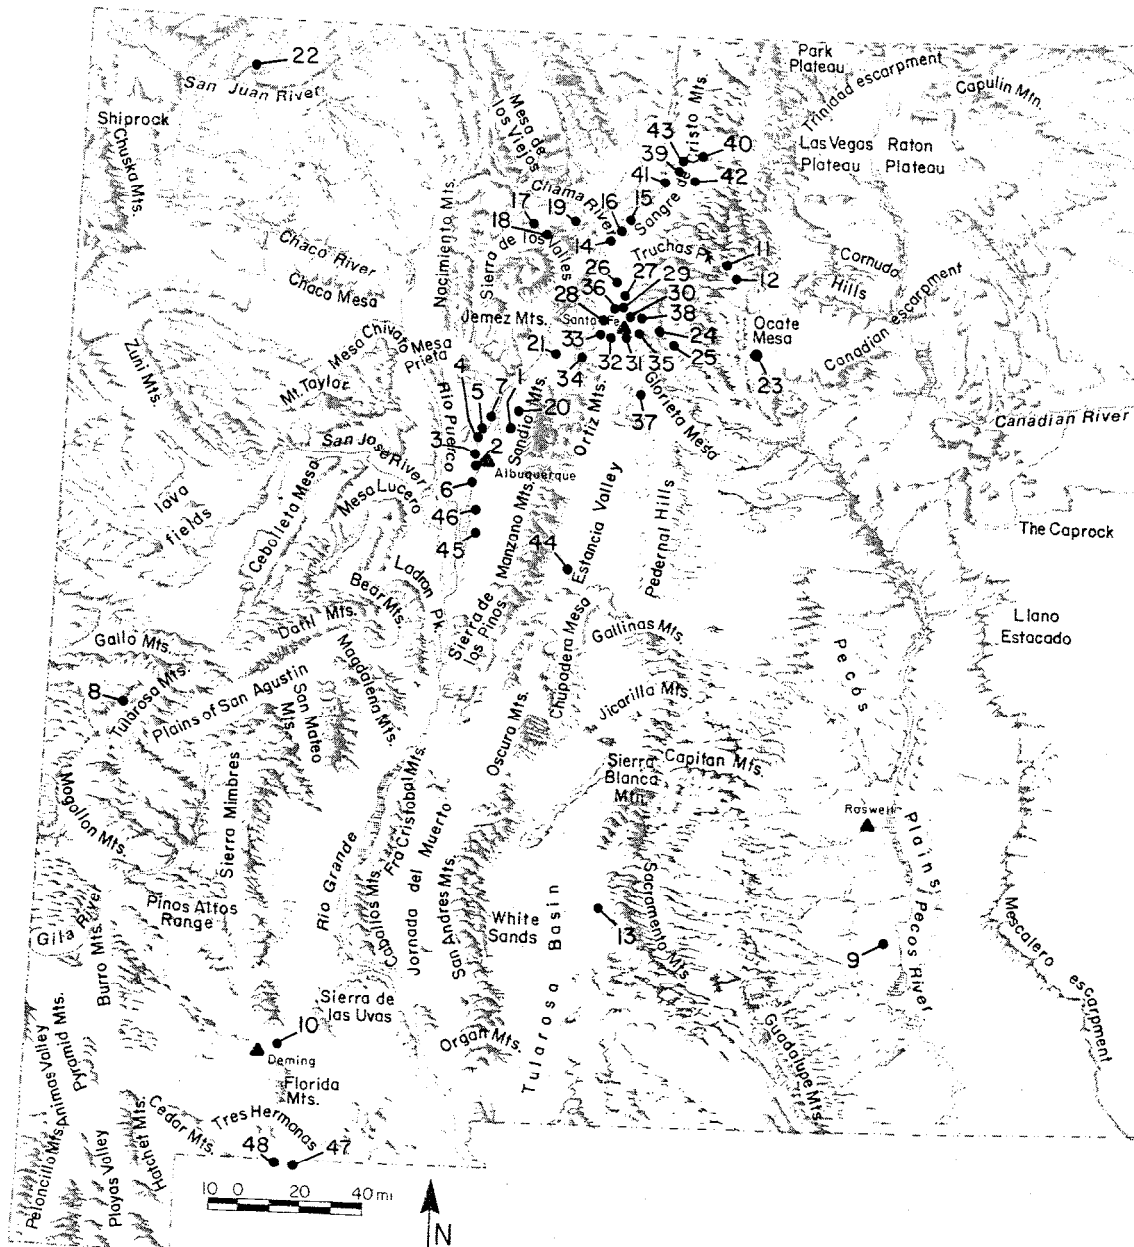 22
San Juan River
Shiprock
Chuska Mts.
Mesa de
los Viejos
Park
Plateau
Trinidad escarpment
Capulin Mtn.
Las Vegas
Plateau
Raton
Plateau
Sangre de Cristo Mts.
43
40
39
41
42
Chama River
17
18
19
16
15
14
Nacimiento Mts.
Sierra de los Valles
Truchas Pk.
11
12
Cornudo
Hills
Chaco River
Chaco Mesa
26
27
29
36
30
28
38
Santa Fe
Jemez Mts.
33
32
31
35
24
25
21
34
Ocate
Mesa
23
Canadian escarpment
Canadian River
Zuni Mts.
Mesa Chivato
Mesa
Prieta
Mt. Taylor
4
5
7
1
20
3
2
6
46
45
Rio Puerco
Sandia Mts.
Ortiz Mts.
37
Glorieta Mesa
San Jose River
Albuquerque
lava
fields
Cebolleta Mesa
Mesa Lucero
Sierra de Manzano Mts.
los Pinos
44
Estancia Valley
Pedernal Hills
The Caprock
Ladron Pk.
Bear Mts.
Gallo Mts.
Datil Mts.
Magdalena Mts.
Chupadera Mesa
Gallinas Mts.
Llano
Estacado
8
Tularosa Mts.
Plains of San Agustin
San Mateo
Mts.
Oscuro Mts.
Jicarilla Mts.
Pecos
Mogollon Mts.
Sierra Mimbres
Fra Cristobal Mts.
Sierra
Blanca
Mtn.
Capitan Mts.
Roswell
Plains
Rio Grande
Caballos Mts.
Jornada del Muerto
San Andres Mts.
White
Sands
Tularosa Basin
13
Sacramento Mts.
9
Pecos River
Mescalero escarpment
Gila River
Pinos Altos
Range
Burro Mts.
Sierra de
las Uvas
10
Deming
Organ Mts.
Guadalupe Mts.
Peloncillo Mts.
Animas Valley
Pyramid Mts.
Florida
Mts.
Cedar Mts.
Tres Hermanas
Playas Valley
Hatchet Mts.
48
47
10 0 20 40 mi
N